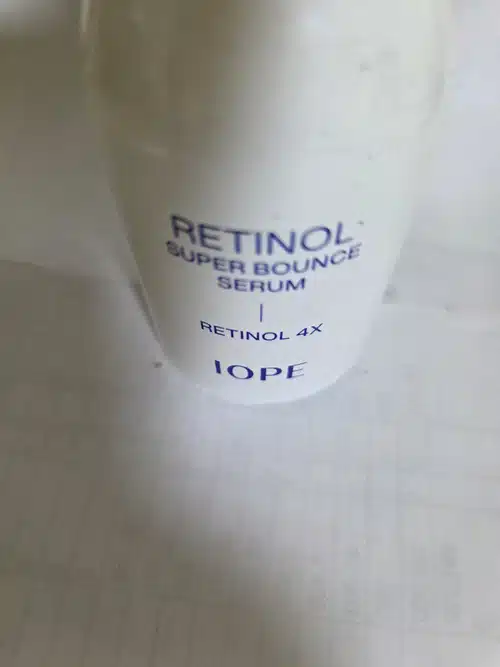 RETINOL
SUPER BOUNCE
SERUM
RETINOL 4X
IOPE